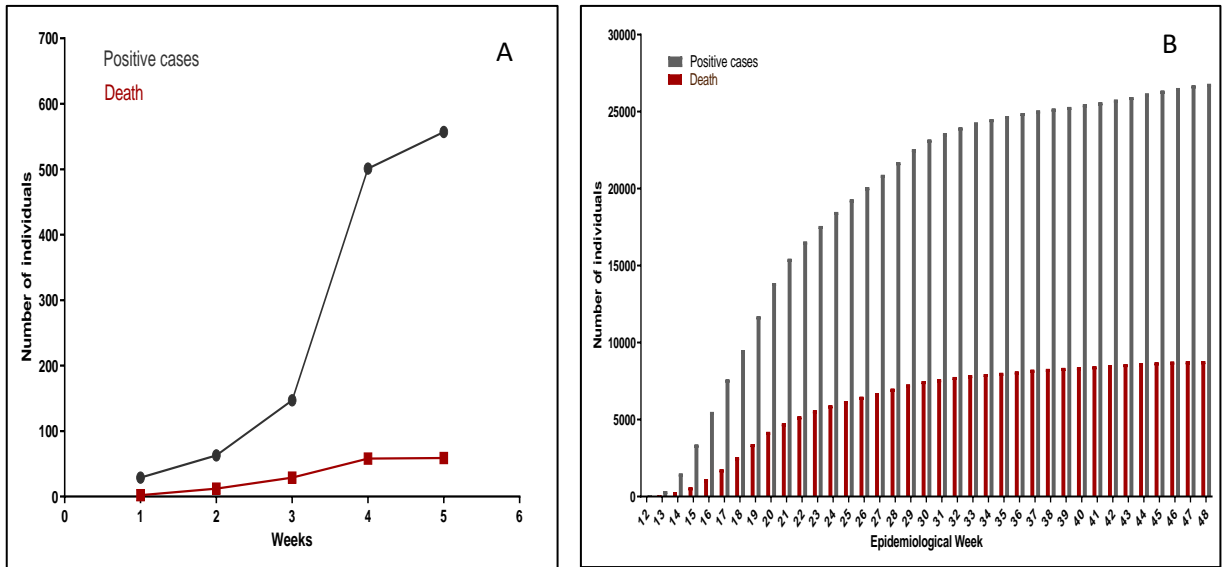 A
Positive cases
Death
700
600
500
400
300
200
100
0
0 1 2 3 4 5 6
Number of individuals
Weeks
B
Positive cases
Death
30000
25000
20000
15000
10000
5000
0
12 13 14 15 16 17 18 19 20 21 22 23 24 25 26 27 28 29 30 31 32 33 34 35 36 37 38 39 40 41 42 43 44 45 46 47 48
Number of individuals
Epidemiological Week